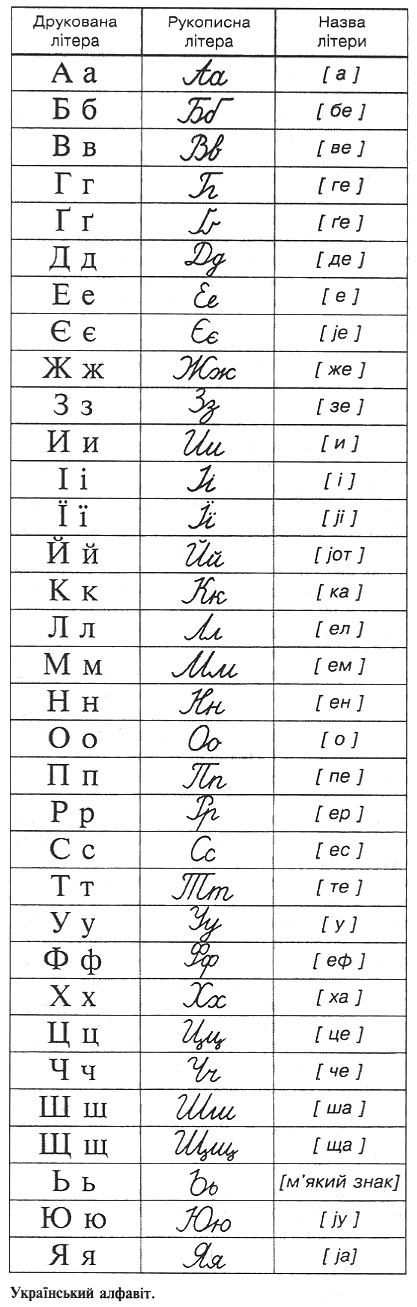 Друкована літера Рукописна літера Назва літери
А а Аа [ а ]
Б б Бб [ бе ]
В в Вв [ ве ]
Г г Гг [ ге ]
Ґ ґ Ґґ [ ґе ]
Д д Дд [ де ]
Е е Ее [ е ]
Є є Єє [ је ]
Ж ж Жж [ же ]
З з Зз [ зе ]
И и Ии [ и ]
І і Іі [ і ]
Ї ї Її [ јі ]
Й й Йй [ јот ]
К к Кк [ ка ]
Л л Лл [ ел ]
М м Мм [ ем ]
Н н Нн [ ен ]
О о Оо [ о ]
П п Пп [ пе ]
Р р Рр [ ер ]
С с Сс [ ес ]
Т т Тт [ те ]
У у Уу [ у ]
Ф ф Фф [ еф ]
Х х Хх [ ха ]
Ц ц Цц [ це ]
Ч ч Чч [ че ]
Ш ш Шш [ ша ]
Щ щ Щщ [ ща ]
Ь ь Ьь [м'який знак]
Ю ю Юю [ ју ]
Я я Яя [ ја]
Український алфавіт.